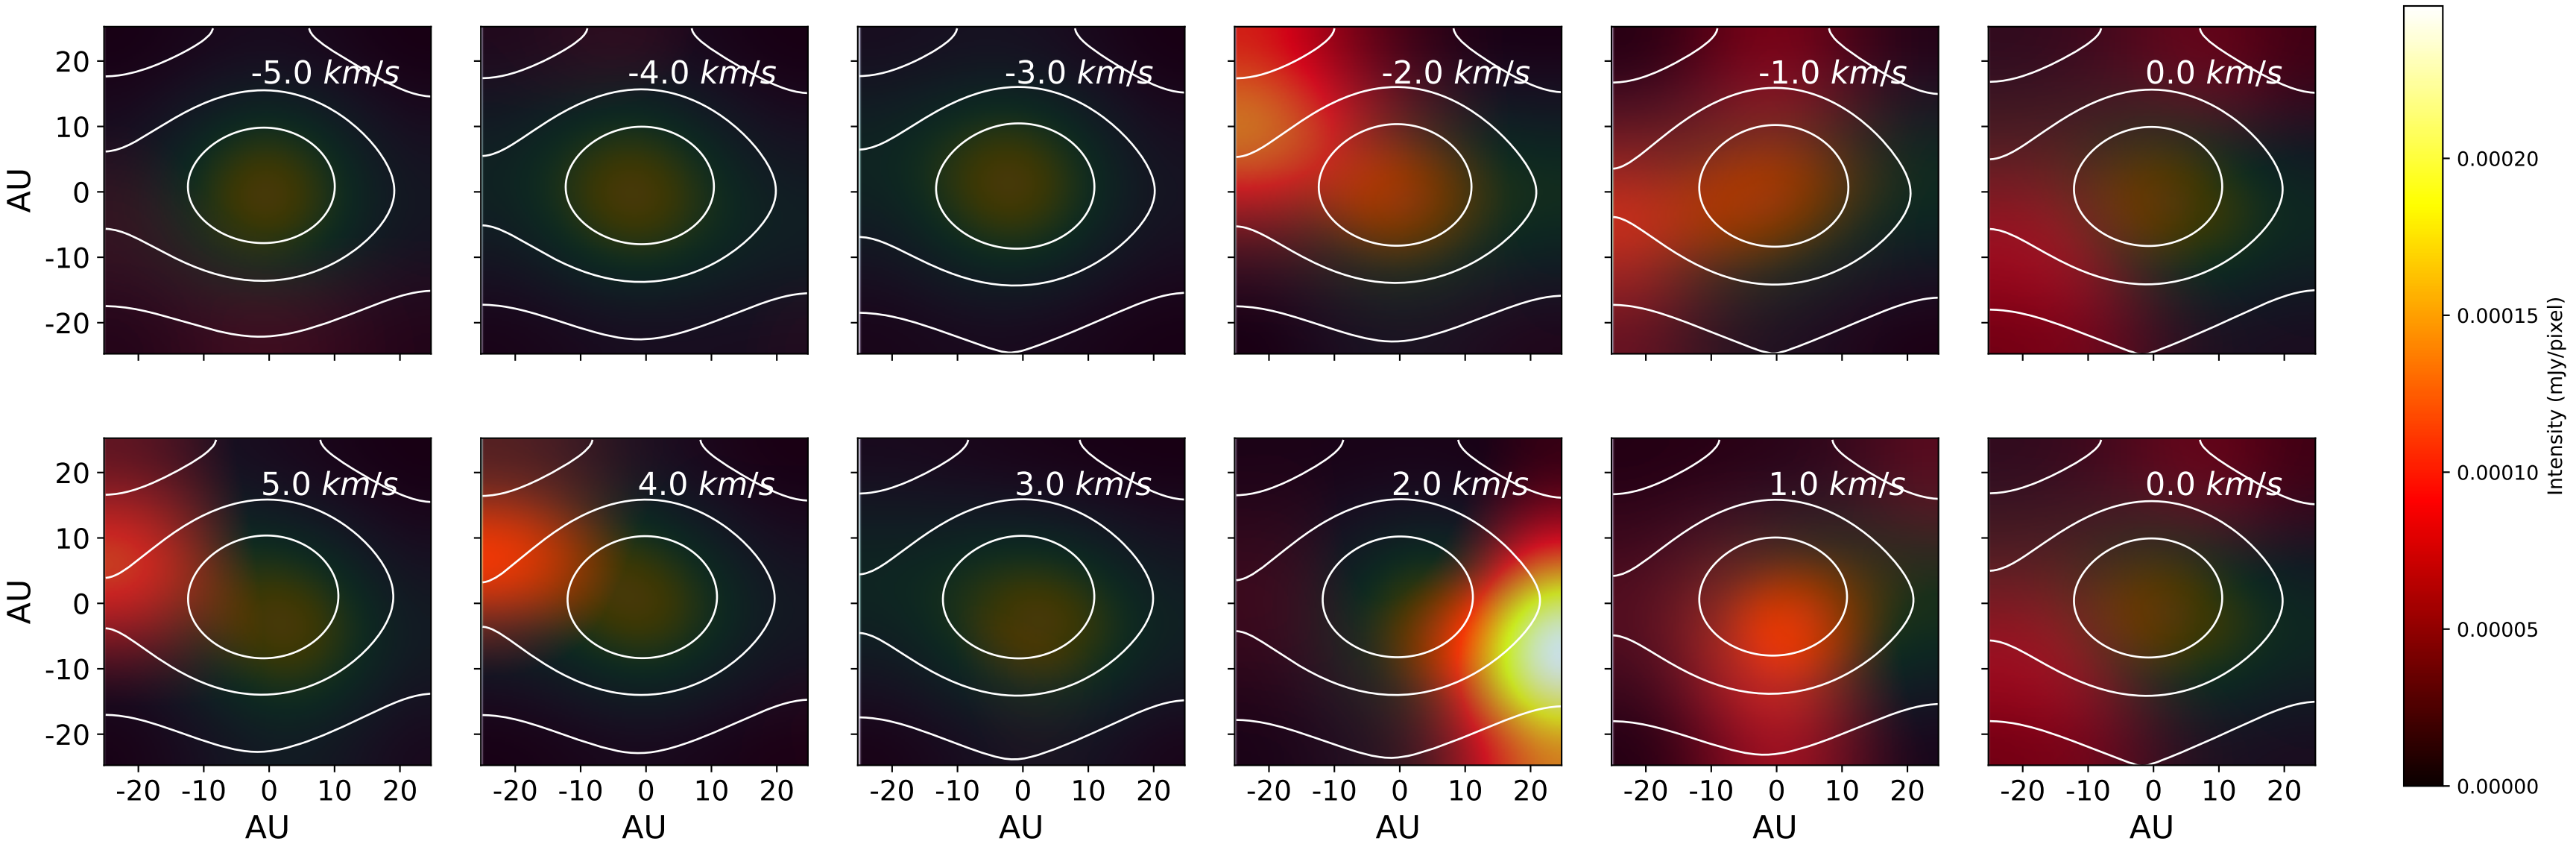 -5.0 km/s
-4.0 km/s
-3.0 km/s
-2.0 km/s
-1.0 km/s
0.0 km/s
20
10
0
-10
-20
AU
5.0 km/s
4.0 km/s
3.0 km/s
2.0 km/s
1.0 km/s
0.0 km/s
20
10
0
-10
-20
AU
-20 -10 0 10 20
-20 -10 0 10 20
-20 -10 0 10 20
-20 -10 0 10 20
-20 -10 0 10 20
-20 -10 0 10 20
AU
AU
AU
AU
AU
AU
0.00020
0.00015
0.00010
0.00005
0.00000
Intensity (mJy/pixel)